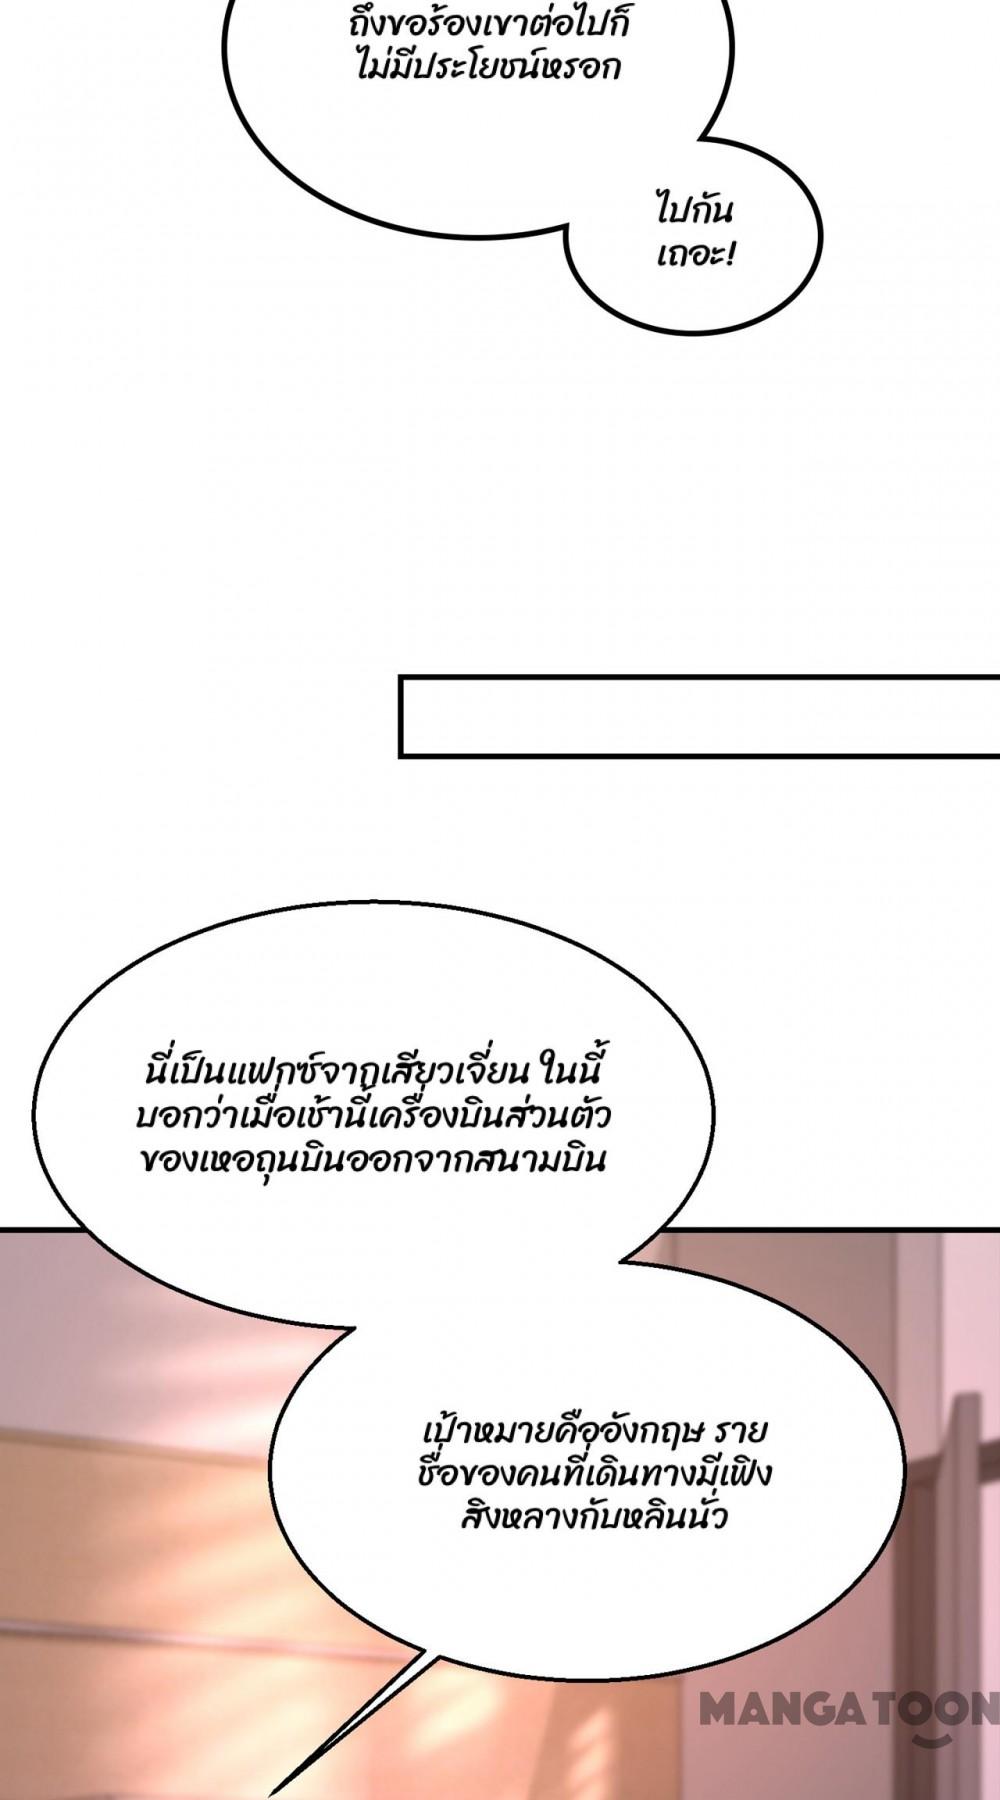 ถึงขอร้องเขาต่อไปก็
ไม่มีประโยชน์หรอก
ไปกัน
เถอะ!
นี่เป็นแฟกซ์จากเสียวเจี่ยน ในนี้
บอกว่าเมื่อเช้านี้เครื่องบินส่วนตัว
ของเหอถุนบินออกจากสนามบิน
เป้าหมายคืออังกฤษ ราย
ชื่อของคนที่เดินทางมีเฟิง
สิงหลางกับหลินนั่ว
MANGATOON